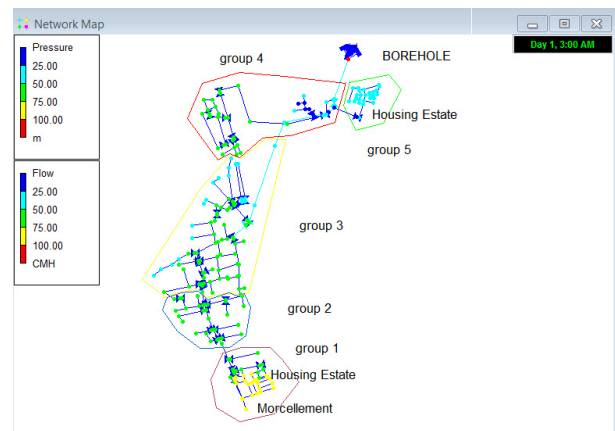 Network Map
Day 1, 3:00 AM
Pressure
25.00
50.00
75.00
100.00
m
Flow
25.00
50.00
75.00
100.00
CMH
group 4
BOREHOLE
Housing Estate
group 5
group 3
group 2
group 1
Housing Estate
Morcellement